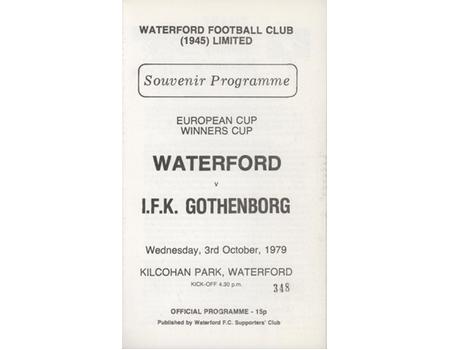 WATERFORD FOOTBALL CLUB
(1945) LIMITED
Souvenir Programme
EUROPEAN CUP
WINNERS CUP
WATERFORD
v
I.F.K. GOTHENBORG
Wednesday, 3rd October, 1979
KILCOHAN PARK, WATERFORD
KICK-OFF 4.30 p.m.
348
OFFICIAL PROGRAMME - 15p
Published by Waterford F.C. Supporters' Club